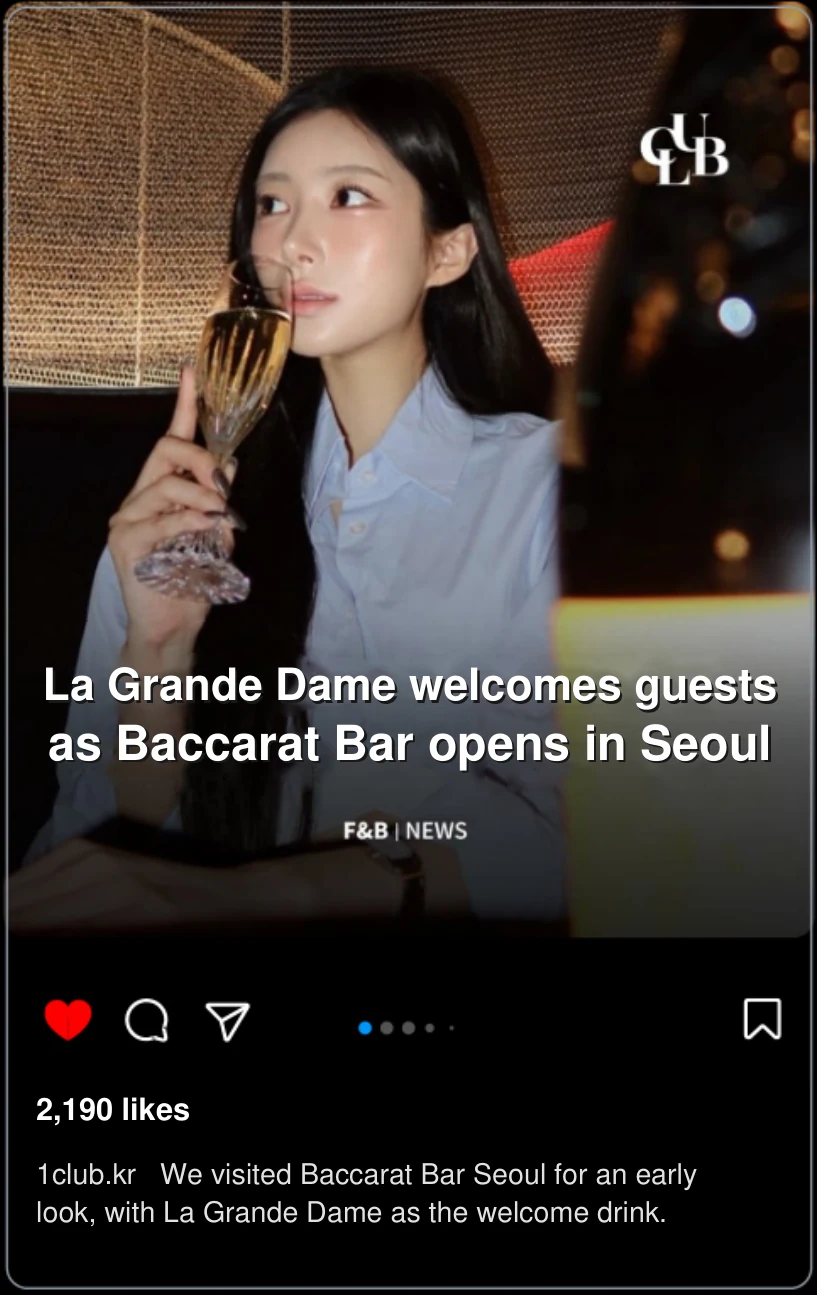 CLUB
La Grande Dame welcomes guests
as Baccarat Bar opens in Seoul
F&B | NEWS
2,190 likes
1club.kr We visited Baccarat Bar Seoul for an early
look, with La Grande Dame as the welcome drink.